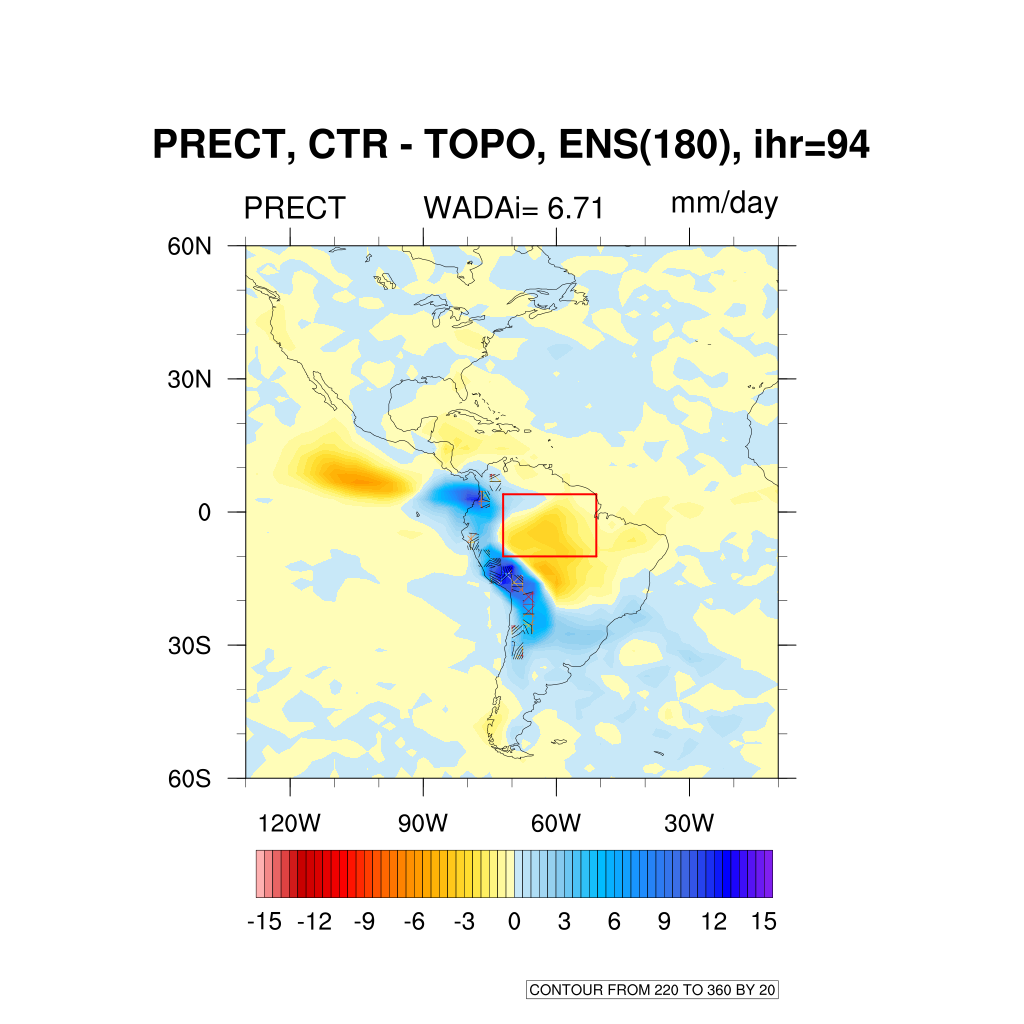 PRECT, CTR - TOPO, ENS(180), ihr=94
PRECT WADAi= 6.71 mm/day
60N
30N
0
30S
60S
120W 90W 60W 30W
-15 -12 -9 -6 -3 0 3 6 9 12 15
CONTOUR FROM 220 TO 360 BY 20